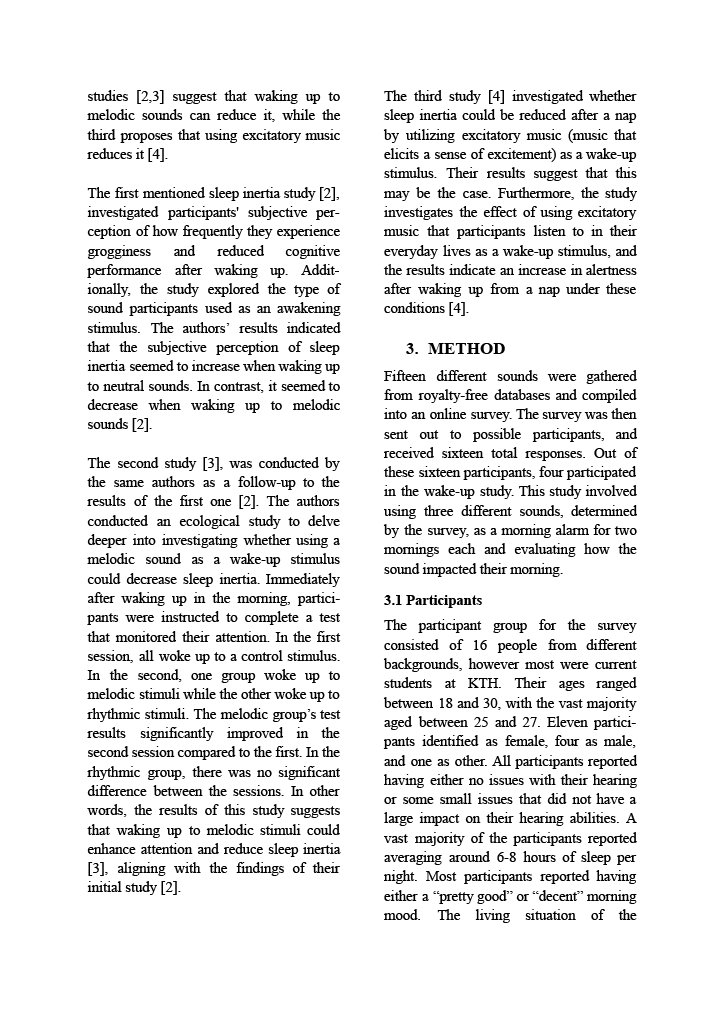 studies [2,3] suggest that waking up to
melodic sounds can reduce it, while the
third proposes that using excitatory music
reduces it [4].
The first mentioned sleep inertia study [2],
investigated participants' subjective per-
ception of how frequently they experience
grogginess and reduced cognitive
performance after waking up. Addit-
ionally, the study explored the type of
sound participants used as an awakening
stimulus. The authors’ results indicated
that the subjective perception of sleep
inertia seemed to increase when waking up
to neutral sounds. In contrast, it seemed to
decrease when waking up to melodic
sounds [2].
The second study [3], was conducted by
the same authors as a follow-up to the
results of the first one [2]. The authors
conducted an ecological study to delve
deeper into investigating whether using a
melodic sound as a wake-up stimulus
could decrease sleep inertia. Immediately
after waking up in the morning, partici-
pants were instructed to complete a test
that monitored their attention. In the first
session, all woke up to a control stimulus.
In the second, one group woke up to
melodic stimuli while the other woke up to
rhythmic stimuli. The melodic group’s test
results significantly improved in the
second session compared to the first. In the
rhythmic group, there was no significant
difference between the sessions. In other
words, the results of this study suggests
that waking up to melodic stimuli could
enhance attention and reduce sleep inertia
[3], aligning with the findings of their
initial study [2].
The third study [4] investigated whether
sleep inertia could be reduced after a nap
by utilizing excitatory music (music that
elicits a sense of excitement) as a wake-up
stimulus. Their results suggest that this
may be the case. Furthermore, the study
investigates the effect of using excitatory
music that participants listen to in their
everyday lives as a wake-up stimulus, and
the results indicate an increase in alertness
after waking up from a nap under these
conditions [4].
3. METHOD
Fifteen different sounds were gathered
from royalty-free databases and compiled
into an online survey. The survey was then
sent out to possible participants, and
received sixteen total responses. Out of
these sixteen participants, four participated
in the wake-up study. This study involved
using three different sounds, determined
by the survey, as a morning alarm for two
mornings each and evaluating how the
sound impacted their morning.
3.1 Participants
The participant group for the survey
consisted of 16 people from different
backgrounds, however most were current
students at KTH. Their ages ranged
between 18 and 30, with the vast majority
aged between 25 and 27. Eleven partici-
pants identified as female, four as male,
and one as other. All participants reported
having either no issues with their hearing
or some small issues that did not have a
large impact on their hearing abilities. A
vast majority of the participants reported
averaging around 6-8 hours of sleep per
night. Most participants reported having
either a “pretty good” or “decent” morning
mood. The living situation of the